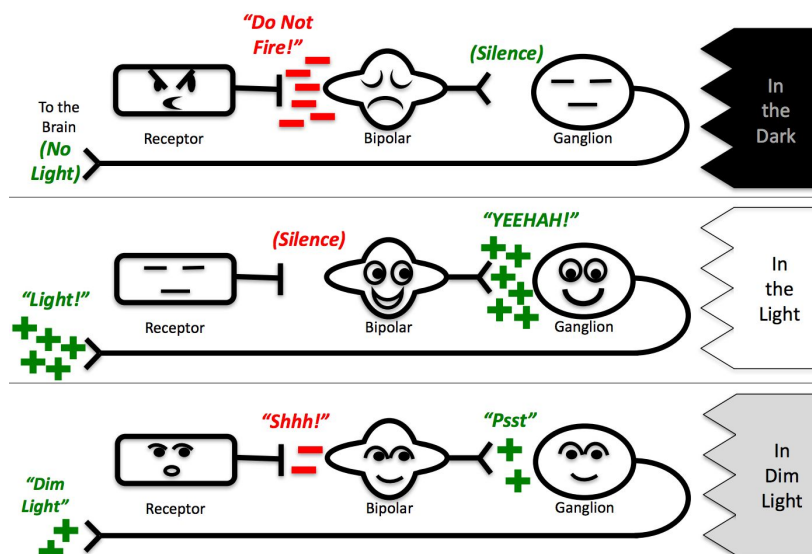 “Do Not
Fire!”
(Silence)
To the
Brain
(No
Light)
Receptor
Bipolar
Ganglion
In
the
Dark
“YEEHAH!”
(Silence)
“Light!”
Receptor
Bipolar
Ganglion
In
the
Light
“Shhh!”
“Psst”
“Dim
Light”
Receptor
Bipolar
Ganglion
In
Dim
Light